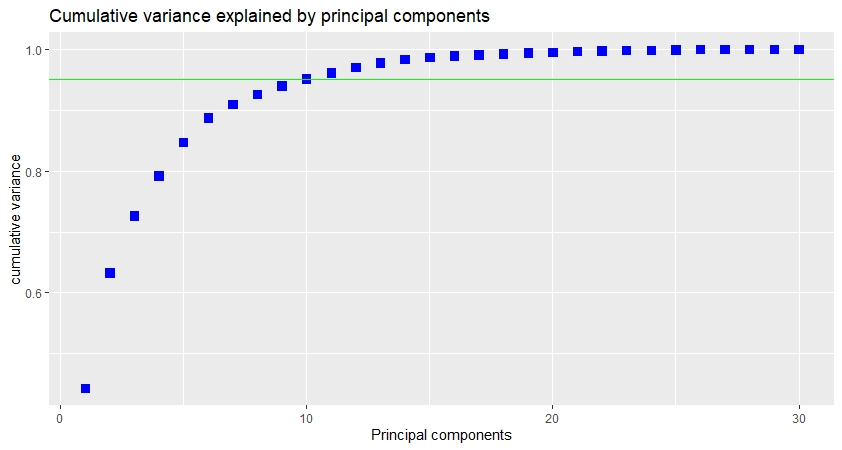 Cumulative variance explained by principal components
1.0
0.8
0.6
cumulative variance
0 10 20 30
Principal components